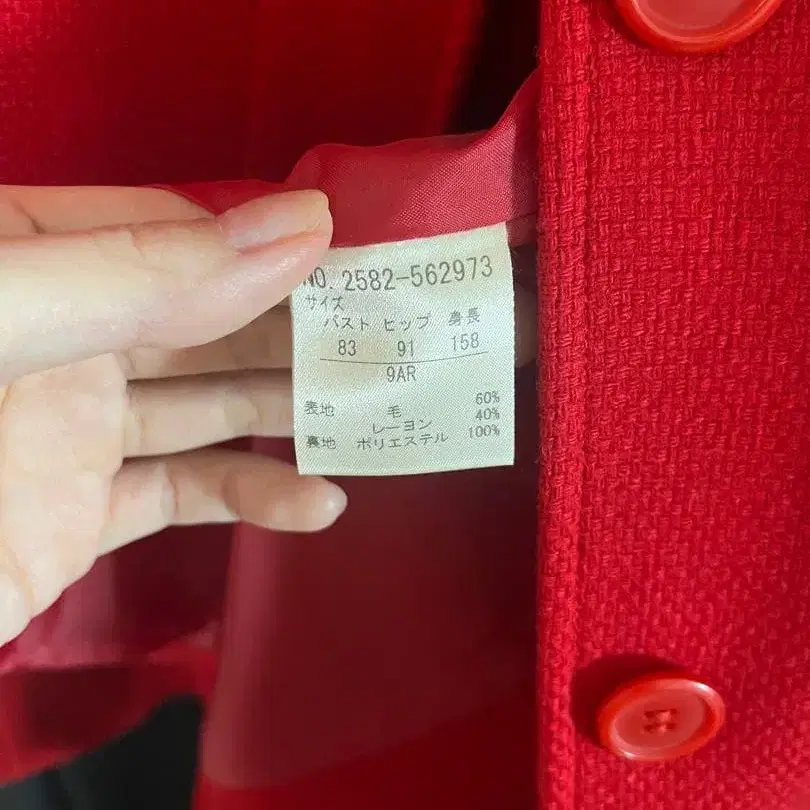 NO. 2582-562973
サイズ
バスト ヒップ 身長
83 91 158
9AR
表地 毛 60%
レーヨン 40%
裏地 ポリエステル 100%